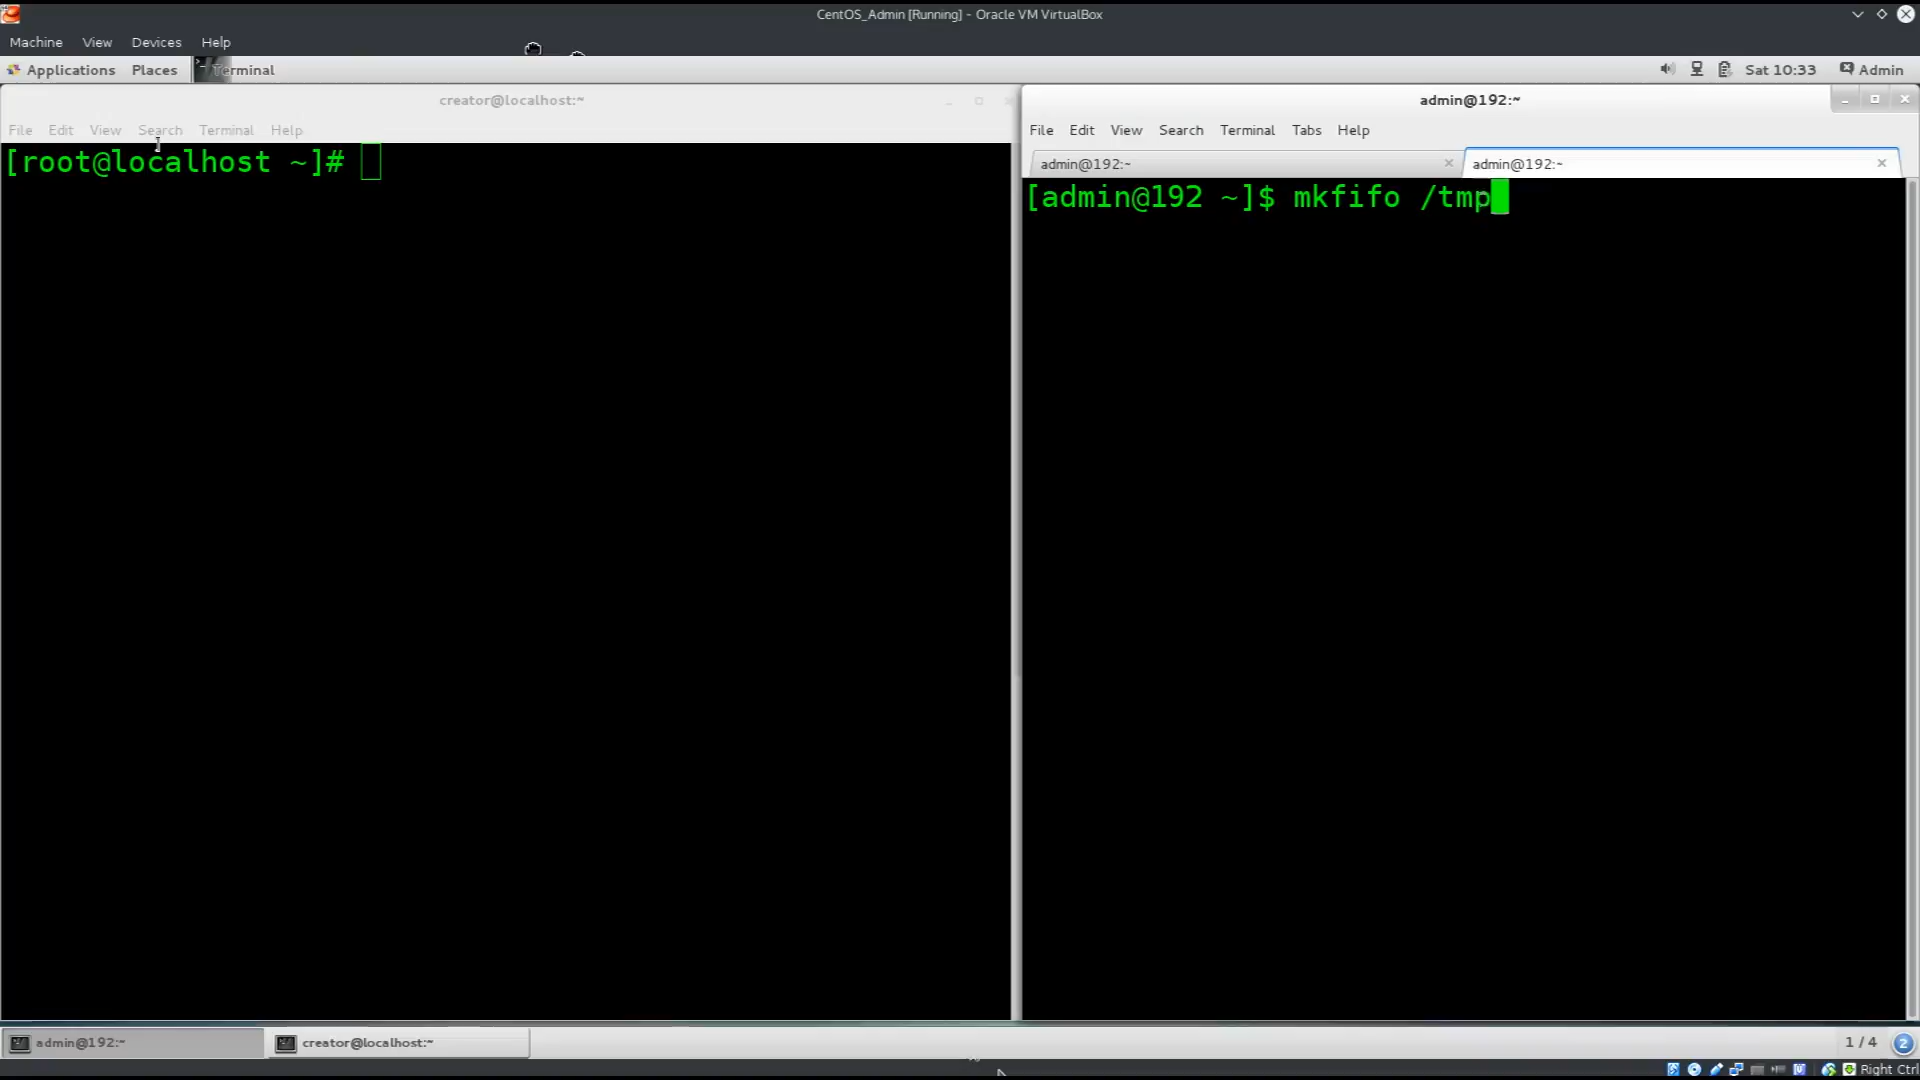 CentOS_Admin [Running] - Oracle VM VirtualBox
Machine View Devices Help
Applications Places Terminal Sat 10:33 Admin
creator@localhost:~
File Edit View Search Terminal Help
[root@localhost ~]#
admin@192:~
File Edit View Search Terminal Tabs Help
admin@192:~ admin@192:~
[admin@192 ~]$ mkfifo /tmp
admin@192:~ creator@localhost:~ 1 / 4 2
Right Ctrl